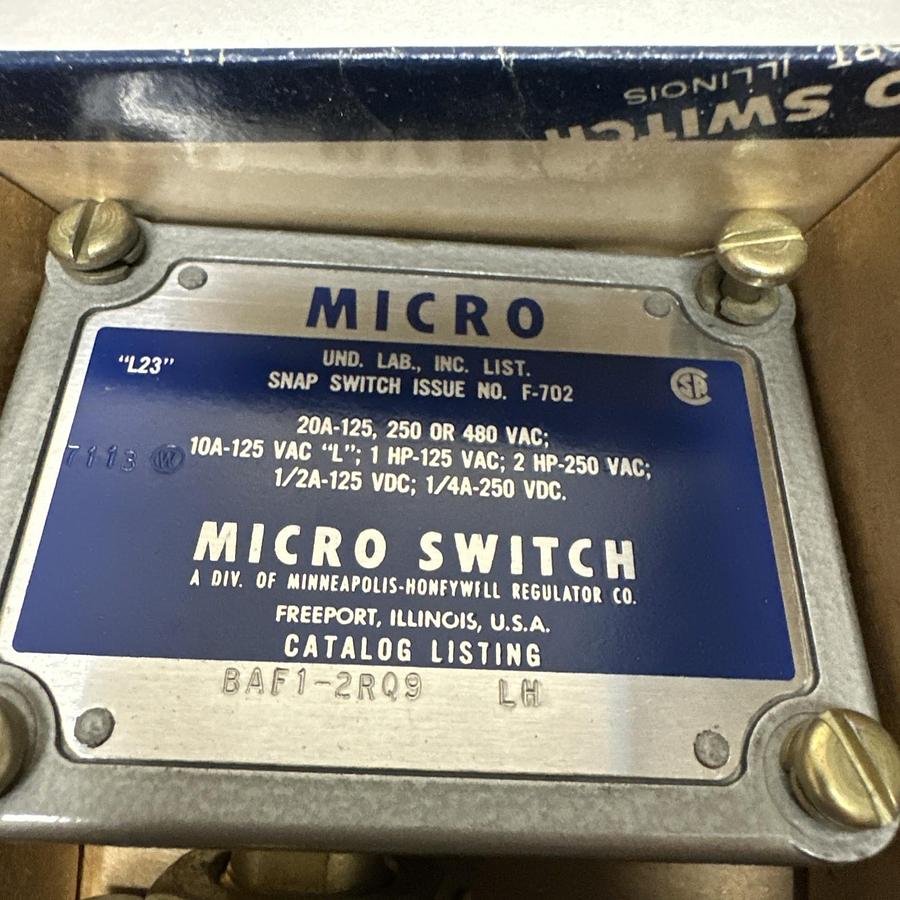 SWITCH
ILLINOIS
MICRO
"L23"
UND. LAB., INC. LIST.
SNAP SWITCH ISSUE NO. F-702
20A-125, 250 OR 480 VAC;
10A-125 VAC "L"; 1 HP-125 VAC; 2 HP-250 VAC;
1/2A-125 VDC; 1/4A-250 VDC.
7113 W
MICRO SWITCH
A DIV. OF MINNEAPOLIS-HONEYWELL REGULATOR CO.
FREEPORT, ILLINOIS, U.S.A.
CATALOG LISTING
BAF1-2RQ9 LH